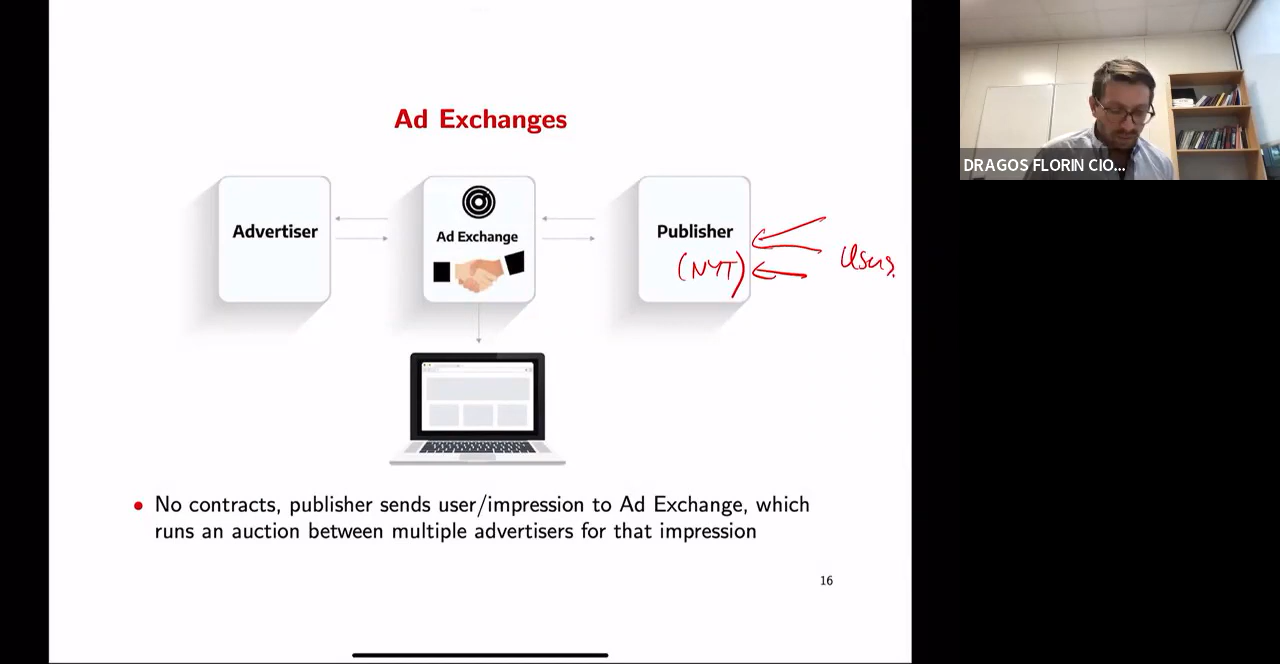 Ad Exchanges
Advertiser
Ad Exchange
Publisher
(NYT)
Users
No contracts, publisher sends user/impression to Ad Exchange, which
runs an auction between multiple advertisers for that impression
16
DRAGOS FLORIN CIO...